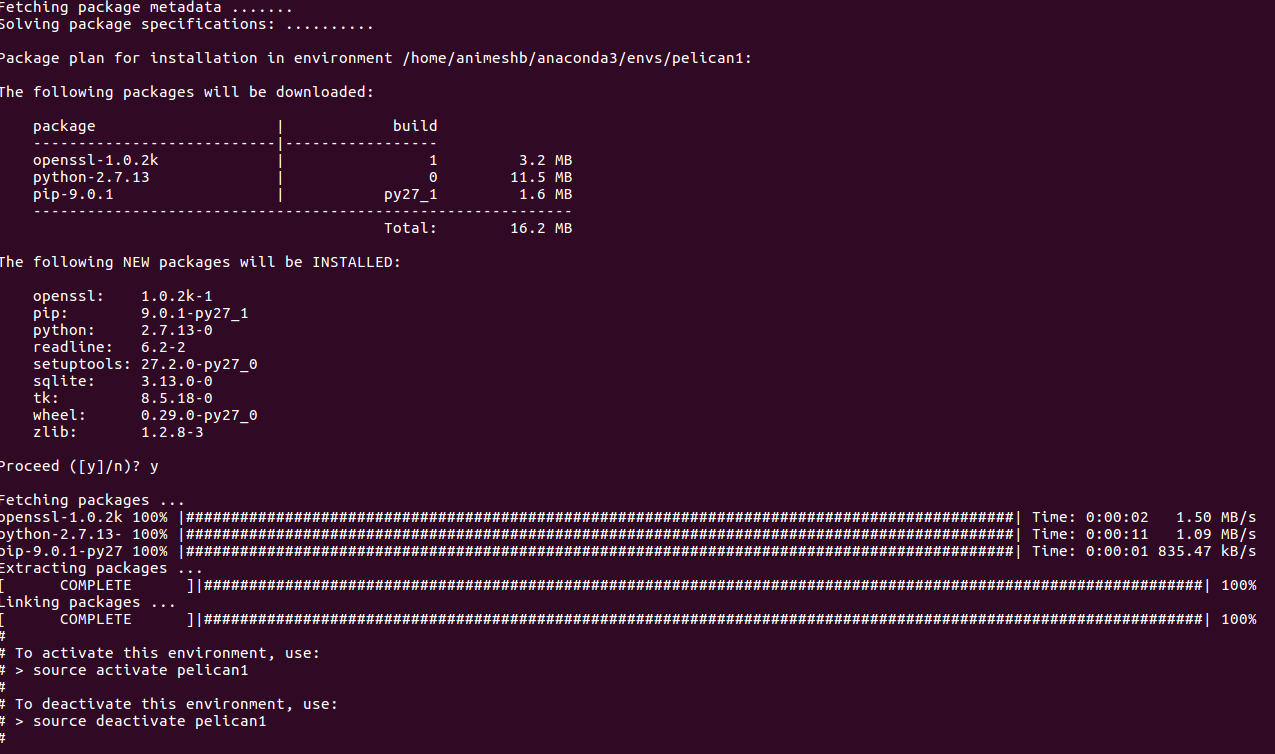 Fetching package metadata .......
Solving package specifications: ..........
Package plan for installation in environment /home/animeshb/anaconda3/envs/pelican1:
The following packages will be downloaded:
    package                    |            build
    ---------------------------|-----------------
    openssl-1.0.2k             |                1         3.2 MB
    python-2.7.13              |                0        11.5 MB
    pip-9.0.1                  |           py27_1         1.6 MB
    ------------------------------------------------------------
                                           Total:        16.2 MB
The following NEW packages will be INSTALLED:
    openssl:    1.0.2k-1
    pip:        9.0.1-py27_1
    python:     2.7.13-0
    readline:   6.2-2
    setuptools: 27.2.0-py27_0
    sqlite:     3.13.0-0
    tk:         8.5.18-0
    wheel:      0.29.0-py27_0
    zlib:       1.2.8-3
Proceed ([y]/n)? y
Fetching packages ...
openssl-1.0.2k 100% |############################################################################################| Time: 0:00:02   1.50 MB/s
python-2.7.13- 100% |############################################################################################| Time: 0:00:11   1.09 MB/s
pip-9.0.1-py27 100% |############################################################################################| Time: 0:00:01 835.47 kB/s
Extracting packages ...
[      COMPLETE      ]|###############################################################################################################| 100%
Linking packages ...
[      COMPLETE      ]|###############################################################################################################| 100%
#
# To activate this environment, use:
# > source activate pelican1
#
# To deactivate this environment, use:
# > source deactivate pelican1
#